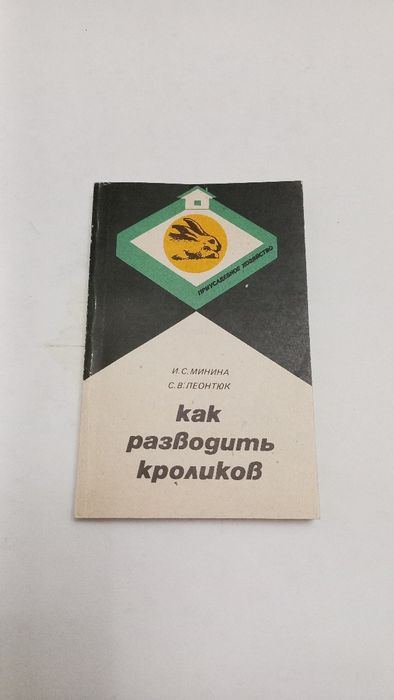 ПРИУСАДЕБНОЕ ХОЗЯЙСТВО
И.С.МИНИНА
С.В.ЛЕОНТЮК
как
разводить
кроликов